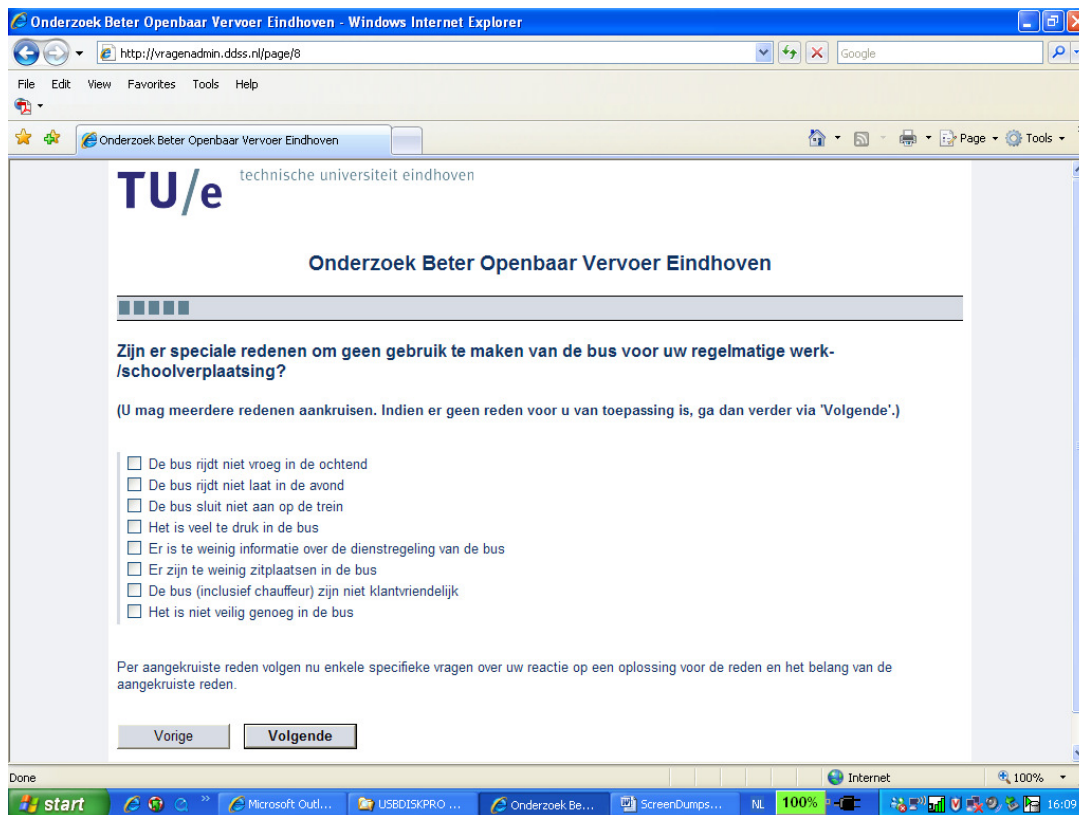 Onderzoek Beter Openbaar Vervoer Eindhoven - Windows Internet Explorer
http://vragenadmin.ddss.nl/page/8
Google
File Edit View Favorites Tools Help
Onderzoek Beter Openbaar Vervoer Eindhoven
Page Tools
TU/e technische universiteit eindhoven
Onderzoek Beter Openbaar Vervoer Eindhoven
Zijn er speciale redenen om geen gebruik te maken van de bus voor uw regelmatige werk-
/schoolverplaatsing?
(U mag meerdere redenen aankruisen. Indien er geen reden voor u van toepassing is, ga dan verder via 'Volgende'.)
De bus rijdt niet vroeg in de ochtend
De bus rijdt niet laat in de avond
De bus sluit niet aan op de trein
Het is veel te druk in de bus
Er is te weinig informatie over de dienstregeling van de bus
Er zijn te weinig zitplaatsen in de bus
De bus (inclusief chauffeur) zijn niet klantvriendelijk
Het is niet veilig genoeg in de bus
Per aangekruiste reden volgen nu enkele specifieke vragen over uw reactie op een oplossing voor de reden en het belang van de
aangekruiste reden.
Vorige Volgende
Done Internet 100%
start Microsoft Outl... USBDISKPRO ... Onderzoek Be... ScreenDumps... NL 100% 16:09